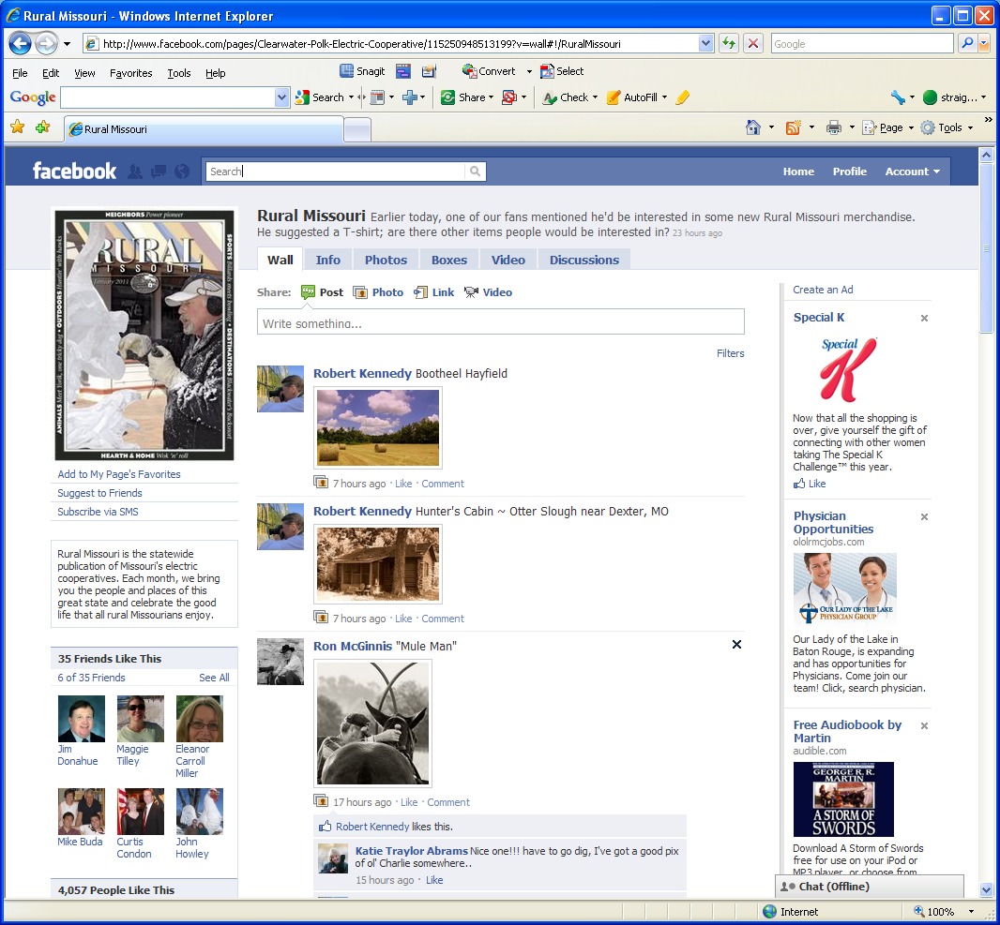 Rural Missouri - Windows Internet Explorer
http://www.facebook.com/pages/Clearwater-Polk-Electric-Cooperative/115250948513199?v=wall#!/RuralMissouri
Google
File Edit View Favorites Tools Help
Snagit
Convert
Select
Google
Search
Share
Check
AutoFill
straig...
Rural Missouri
Page
Tools
facebook
Search
Home Profile Account
NEIGHBORS Power pioneer
RURAL
MISSOURI
January 2011
SPORTS Billiards meets bowling • DESTINATIONS Blackwater's Bucksnort
ANIMALS Meet Yorik, one tricky dog • OUTDOORS Huntin' with hawks
HEARTH & HOME Wok 'n' roll
Add to My Page's Favorites
Suggest to Friends
Subscribe via SMS
Rural Missouri is the statewide
publication of Missouri's electric
cooperatives. Each month, we bring
you the people and places of this
great state and celebrate the good
life that all rural Missourians enjoy.
35 Friends Like This
6 of 35 Friends See All
Jim
Donahue
Maggie
Tilley
Eleanor
Carroll
Miller
Mike Buda
Curtis
Condon
John
Howley
4,057 People Like This
Rural Missouri Earlier today, one of our fans mentioned he'd be interested in some new Rural Missouri merchandise.
He suggested a T-shirt; are there other items people would be interested in? 23 hours ago
Wall Info Photos Boxes Video Discussions
Share: Post Photo Link Video
Write something...
Filters
Robert Kennedy Bootheel Hayfield
7 hours ago · Like · Comment
Robert Kennedy Hunter's Cabin ~ Otter Slough near Dexter, MO
7 hours ago · Like · Comment
Ron McGinnis "Mule Man"
17 hours ago · Like · Comment
Robert Kennedy likes this.
Katie Traylor Abrams Nice one!!! have to go dig, I've got a good pix
of ol' Charlie somewhere..
15 hours ago · Like
Create an Ad
Special K
Special
K
Now that all the shopping is
over, give yourself the gift of
connecting with other women
taking The Special K
Challenge™ this year.
Like
Physician
Opportunities
ololrmcjobs.com
OUR LADY OF THE LAKE
PHYSICIAN GROUP
Our Lady of the Lake in
Baton Rouge, is expanding
and has opportunities for
Physicians. Come join our
team! Click, search physician.
Free Audiobook by
Martin
audible.com
GEORGE R. R.
MARTIN
A STORM OF
SWORDS
Download A Storm of Swords
free for use on your iPod or
MP3 player, or choose from
Chat (Offline)
Internet
100%